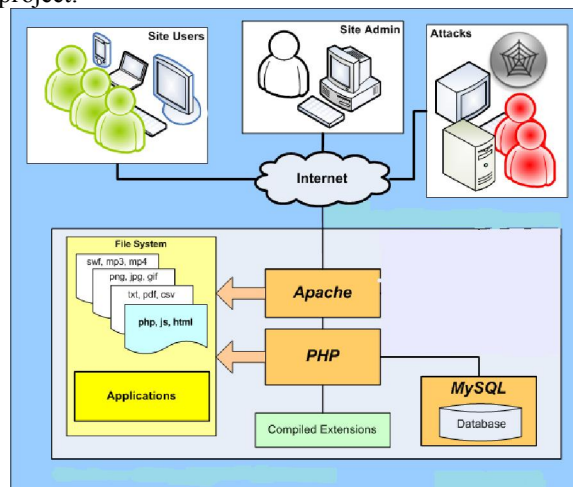 project.
Site Users
Site Admin
Attacks
Internet
File System
swf, mp3, mp4
png, jpg, gif
txt, pdf, csv
php, js, html
Applications
Apache
PHP
Compiled Extensions
MySQL
Database